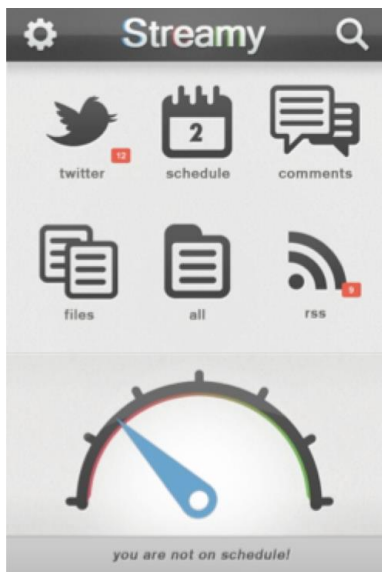 Streamy
2
12
twitter
schedule
comments
9
files
all
rss
you are not on schedule!